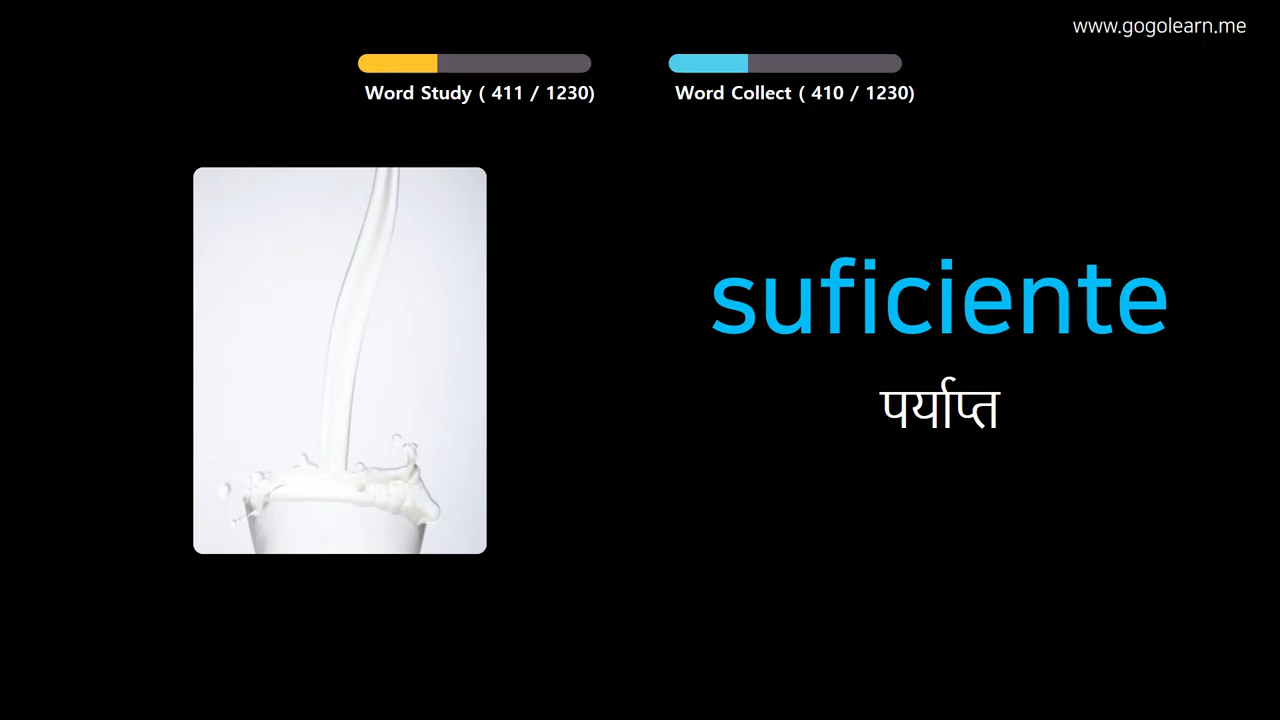 www.gogolearn.me
Word Study ( 411 / 1230)
Word Collect ( 410 / 1230)
suficiente
पर्याप्त